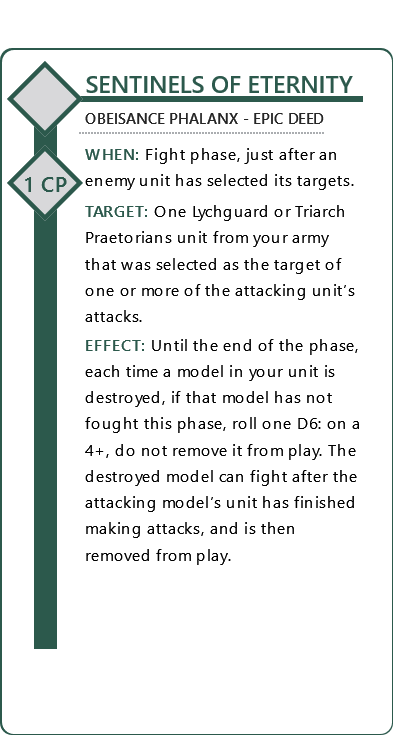 SENTINELS OF ETERNITY
OBEISANCE PHALANX - EPIC DEED
WHEN: Fight phase, just after an
1 CP
enemy unit has selected its targets.
TARGET: One Lychguard or Triarch
Praetorians unit from your army
that was selected as the target of
one or more of the attacking unit's
attacks.
EFFECT: Until the end of the phase,
each time a model in your unit is
destroyed, if that model has not
fought this phase, roll one D6: on a
4+, do not remove it from play. The
destroyed model can fight after the
attacking model's unit has finished
making attacks, and is then
removed from play.